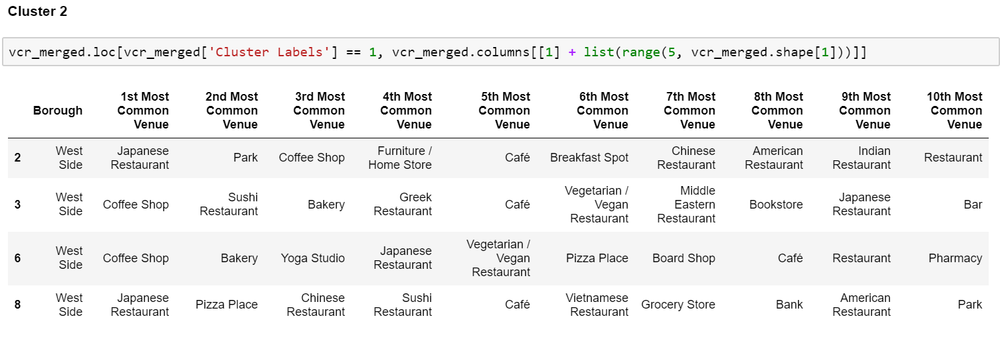 Cluster 2
vcr_merged.loc[vcr_merged['Cluster Labels'] == 1, vcr_merged.columns[[1] + list(range(5, vcr_merged.shape[1]))]]
1st Most 2nd Most 3rd Most 4th Most 5th Most 6th Most 7th Most 8th Most 9th Most 10th Most
Borough Common Common Common Common Common Common Common Common Common Common
Venue Venue Venue Venue Venue Venue Venue Venue Venue Venue
West Japanese Furniture / Chinese American Indian
2 Park Coffee Shop Café Breakfast Spot Restaurant
Side Restaurant Home Store Restaurant Restaurant Restaurant
Vegetarian / Middle
West Sushi Greek Japanese
3 Coffee Shop Bakery Café Vegan Eastern Bookstore Bar
Side Restaurant Restaurant Restaurant
Restaurant Restaurant
Vegetarian /
West Japanese
6 Coffee Shop Bakery Yoga Studio Vegan Pizza Place Board Shop Café Restaurant Pharmacy
Side Restaurant
Restaurant
West Japanese Chinese Sushi Vietnamese American
8 Pizza Place Café Grocery Store Bank Park
Side Restaurant Restaurant Restaurant Restaurant Restaurant